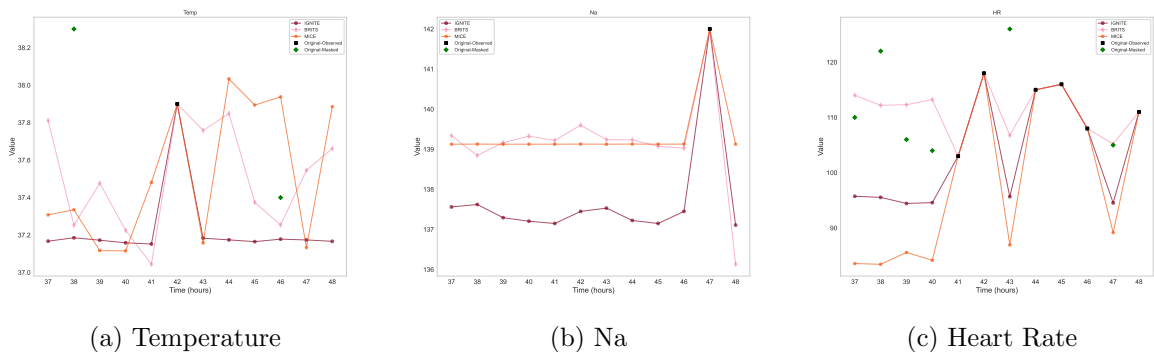 Temp
IGNITE
BRITS
MICE
Original-Observed
Original-Masked
Value
38.2
38.0
37.8
37.6
37.4
37.2
37.0
37 38 39 40 41 42 43 44 45 46 47 48
Time (hours)
(a) Temperature
Na
IGNITE
BRITS
MICE
Original-Observed
Original-Masked
Value
142
141
139
138
137
136
37 38 39 40 41 42 43 44 45 46 47 48
Time (hours)
(b) Na
HR
IGNITE
BRITS
MICE
Original-Observed
Original-Masked
Value
120
110
100
90
37 38 39 40 41 42 43 44 45 46 47 48
Time (hours)
(c) Heart Rate